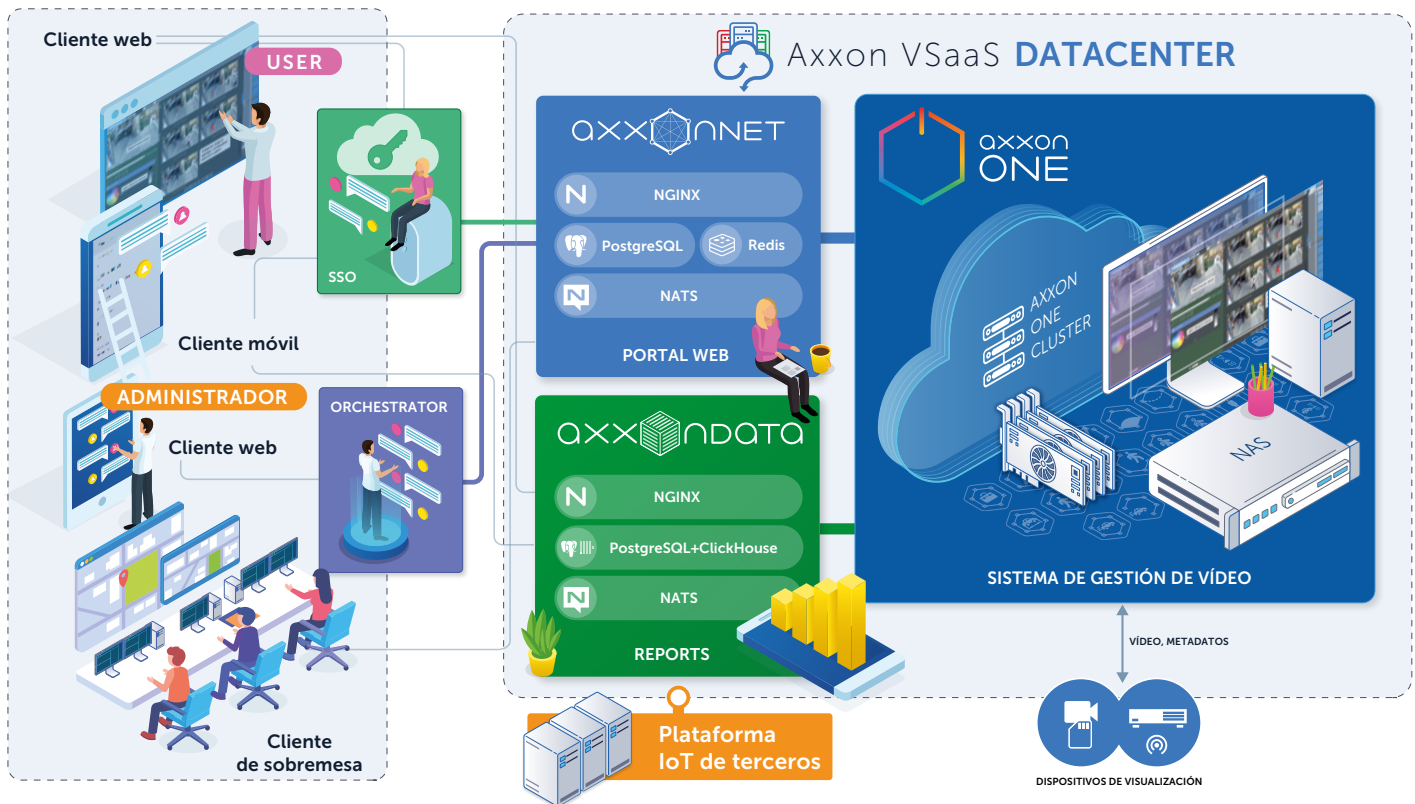 Cliente web
USER
SSO
Cliente móvil
ADMINISTRADOR
Cliente web
ORCHESTRATOR
Cliente
de sobremesa
Axxon VSaaS DATACENTER
axxonnet
NGINX
PostgreSQL
Redis
NATS
PORTAL WEB
axxondata
NGINX
PostgreSQL+ClickHouse
NATS
REPORTS
axxon
ONE
AXXON
ONE
CLUSTER
NAS
SISTEMA DE GESTIÓN DE VÍDEO
VÍDEO, METADATOS
DISPOSITIVOS DE VISUALIZACIÓN
Plataforma
IoT de terceros